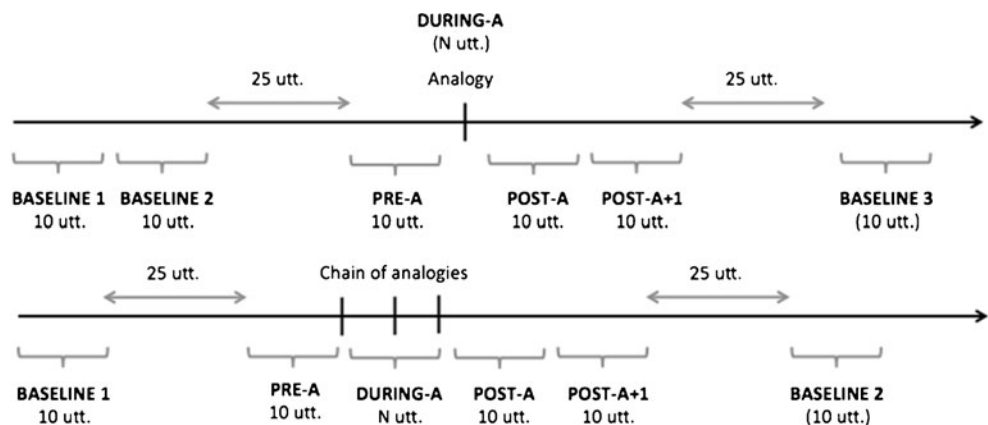 DURING-A
(N utt.)
25 utt.
Analogy
25 utt.
BASELINE 1
10 utt.
BASELINE 2
10 utt.
PRE-A
10 utt.
POST-A
10 utt.
POST-A+1
10 utt.
BASELINE 3
(10 utt.)
25 utt.
Chain of analogies
25 utt.
BASELINE 1
10 utt.
PRE-A
10 utt.
DURING-A
N utt.
POST-A
10 utt.
POST-A+1
10 utt.
BASELINE 2
(10 utt.)